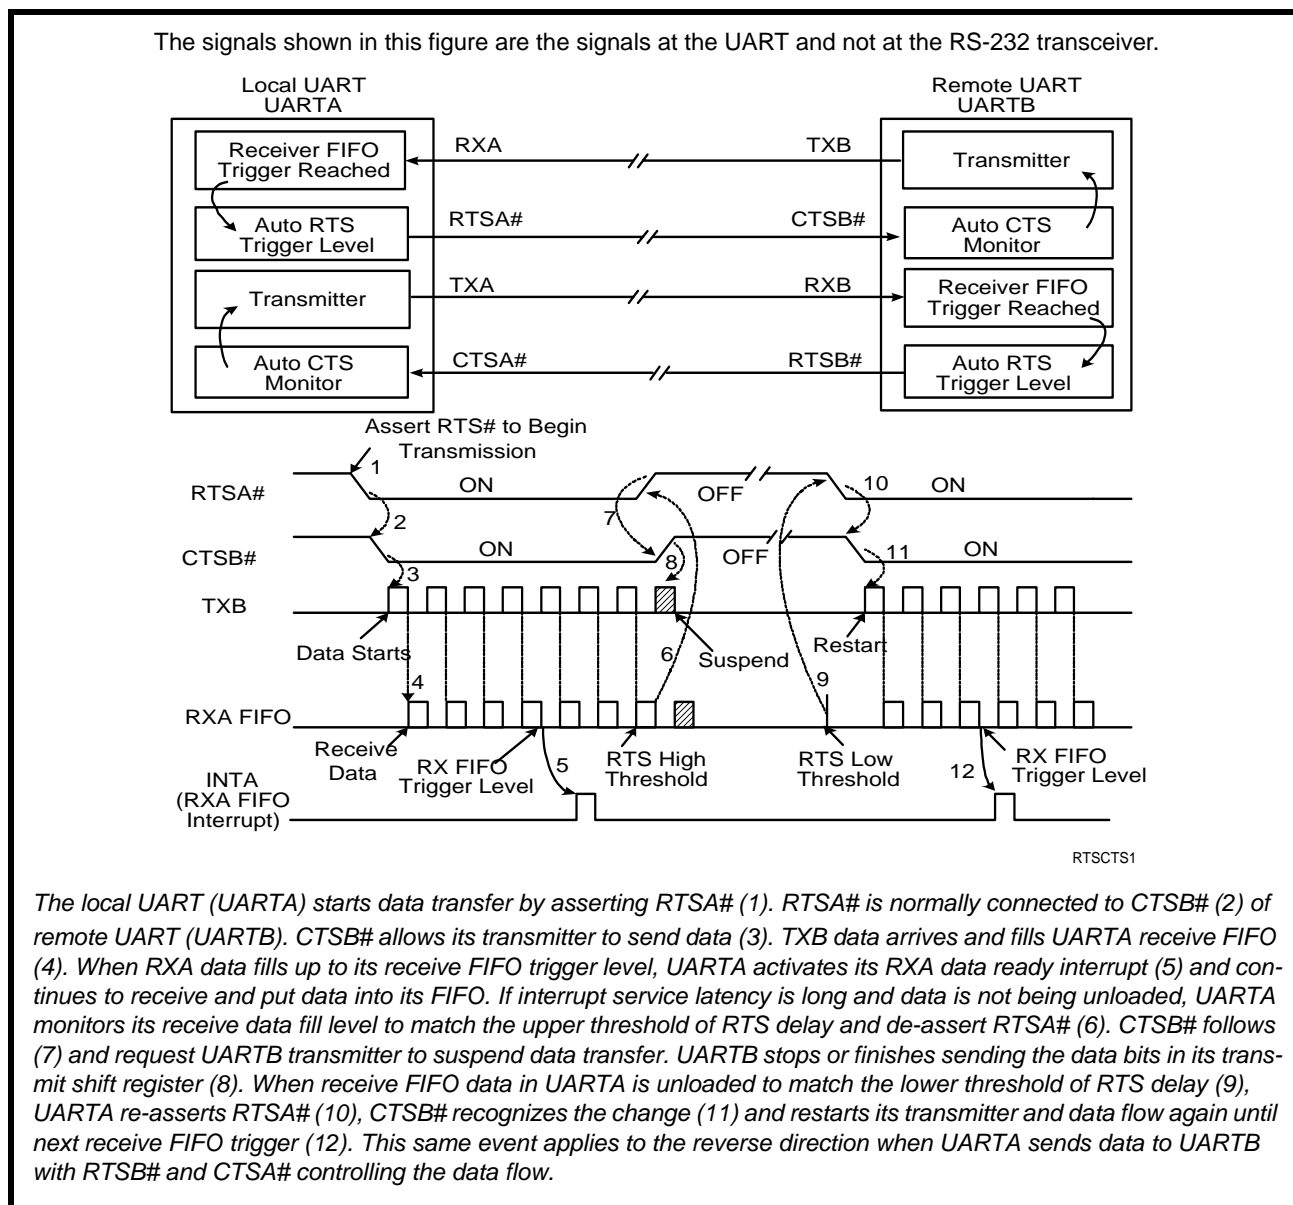 The signals shown in this figure are the signals at the UART and not at the RS-232 transceiver.
Local UART
UARTA
Remote UART
UARTB
Receiver FIFO
Trigger Reached
RXA
TXB
Transmitter
Auto RTS
Trigger Level
RTSA#
CTSB#
Auto CTS
Monitor
Transmitter
TXA
RXB
Receiver FIFO
Trigger Reached
Auto CTS
Monitor
CTSA#
RTSB#
Auto RTS
Trigger Level
Assert RTS# to Begin
Transmission
RTSA#
1
ON
7
OFF
10
ON
CTSB#
2
ON
8
OFF
11
ON
TXB
3
Data Starts
6
Suspend
Restart
RXA FIFO
4
9
Receive
Data
RX FIFO
Trigger Level
5
RTS High
Threshold
RTS Low
Threshold
12
RX FIFO
Trigger Level
INTA
(RXA FIFO
Interrupt)
RTSCTS1
The local UART (UARTA) starts data transfer by asserting RTSA# (1). RTSA# is normally connected to CTSB# (2) of
remote UART (UARTB). CTSB# allows its transmitter to send data (3). TXB data arrives and fills UARTA receive FIFO
(4). When RXA data fills up to its receive FIFO trigger level, UARTA activates its RXA data ready interrupt (5) and con-
tinues to receive and put data into its FIFO. If interrupt service latency is long and data is not being unloaded, UARTA
monitors its receive data fill level to match the upper threshold of RTS delay and de-assert RTSA# (6). CTSB# follows
(7) and request UARTB transmitter to suspend data transfer. UARTB stops or finishes sending the data bits in its trans-
mit shift register (8). When receive FIFO data in UARTA is unloaded to match the lower threshold of RTS delay (9),
UARTA re-asserts RTSA# (10), CTSB# recognizes the change (11) and restarts its transmitter and data flow again until
next receive FIFO trigger (12). This same event applies to the reverse direction when UARTA sends data to UARTB
with RTSB# and CTSA# controlling the data flow.